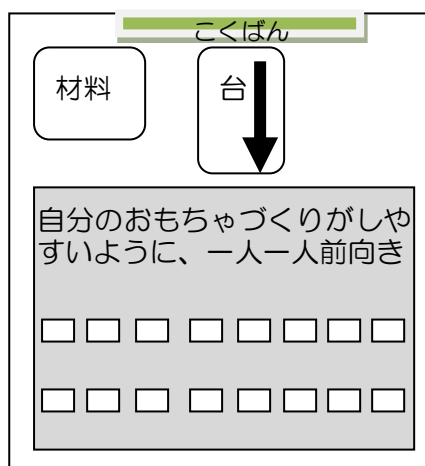 こくばん
材料
台
自分のおもちゃづくりがしや
すいように、一人一人前向き